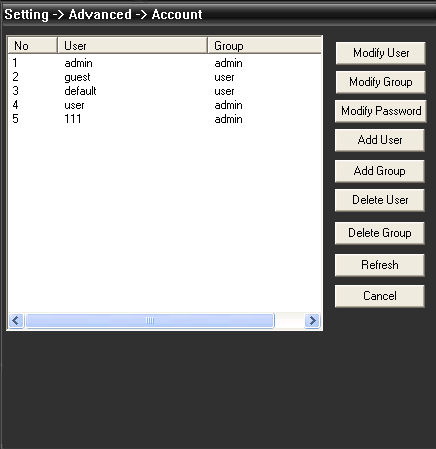 Setting -> Advanced -> Account
No User Group
1 admin admin
2 guest user
3 default user
4 user admin
5 111 admin
Modify User
Modify Group
Modify Password
Add User
Add Group
Delete User
Delete Group
Refresh
Cancel